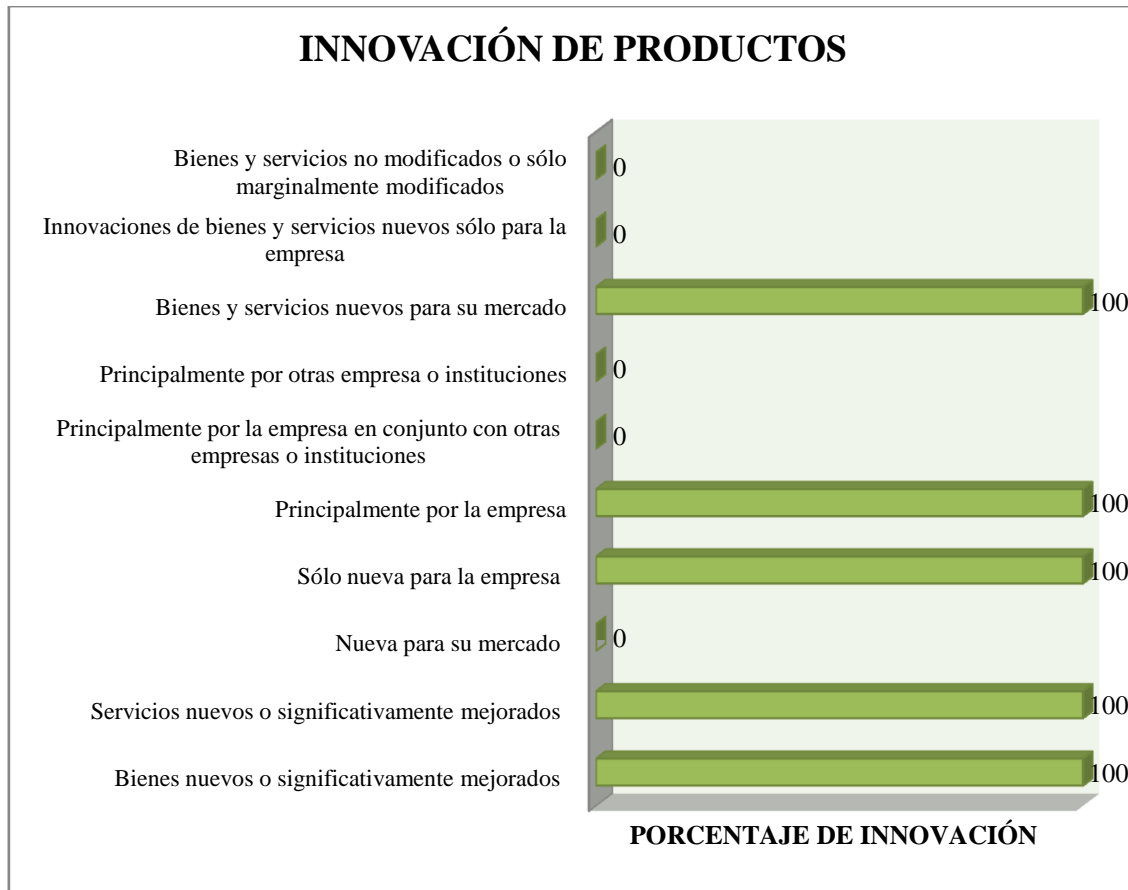 INNOVACIÓN DE PRODUCTOS
Bienes y servicios no modificados o sólo
marginalmente modificados
0
Innovaciones de bienes y servicios nuevos sólo para la
empresa
0
Bienes y servicios nuevos para su mercado
100
Principalmente por otras empresa o instituciones
0
Principalmente por la empresa en conjunto con otras
empresas o instituciones
0
Principalmente por la empresa
100
Sólo nueva para la empresa
100
Nueva para su mercado
0
Servicios nuevos o significativamente mejorados
100
Bienes nuevos o significativamente mejorados
100
PORCENTAJE DE INNOVACIÓN